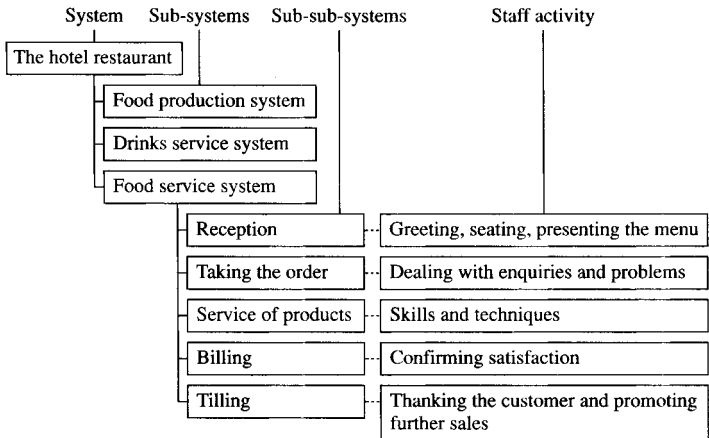 System Sub-systems Sub-sub-systems Staff activity
The hotel restaurant
Food production system
Drinks service system
Food service system
Reception Greeting, seating, presenting the menu
Taking the order Dealing with enquiries and problems
Service of products Skills and techniques
Billing Confirming satisfaction
Tilling Thanking the customer and promoting
further sales